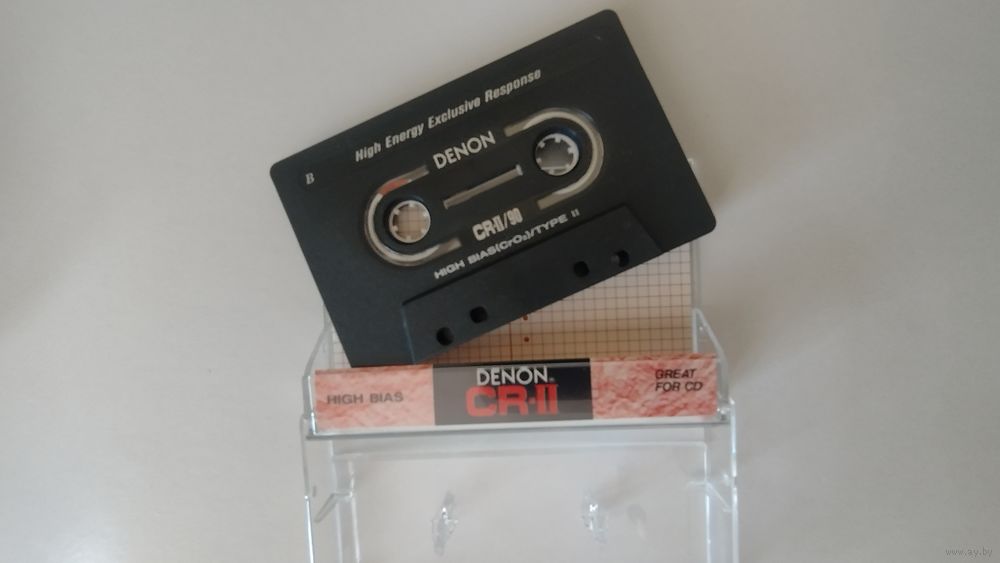 High Energy Exclusive Response
B
DENON
CR-II/90
HIGH BIAS(CrO₂)/TYPE II
DENON
CR-II
HIGH BIAS
GREAT
FOR CD
www.ay.by